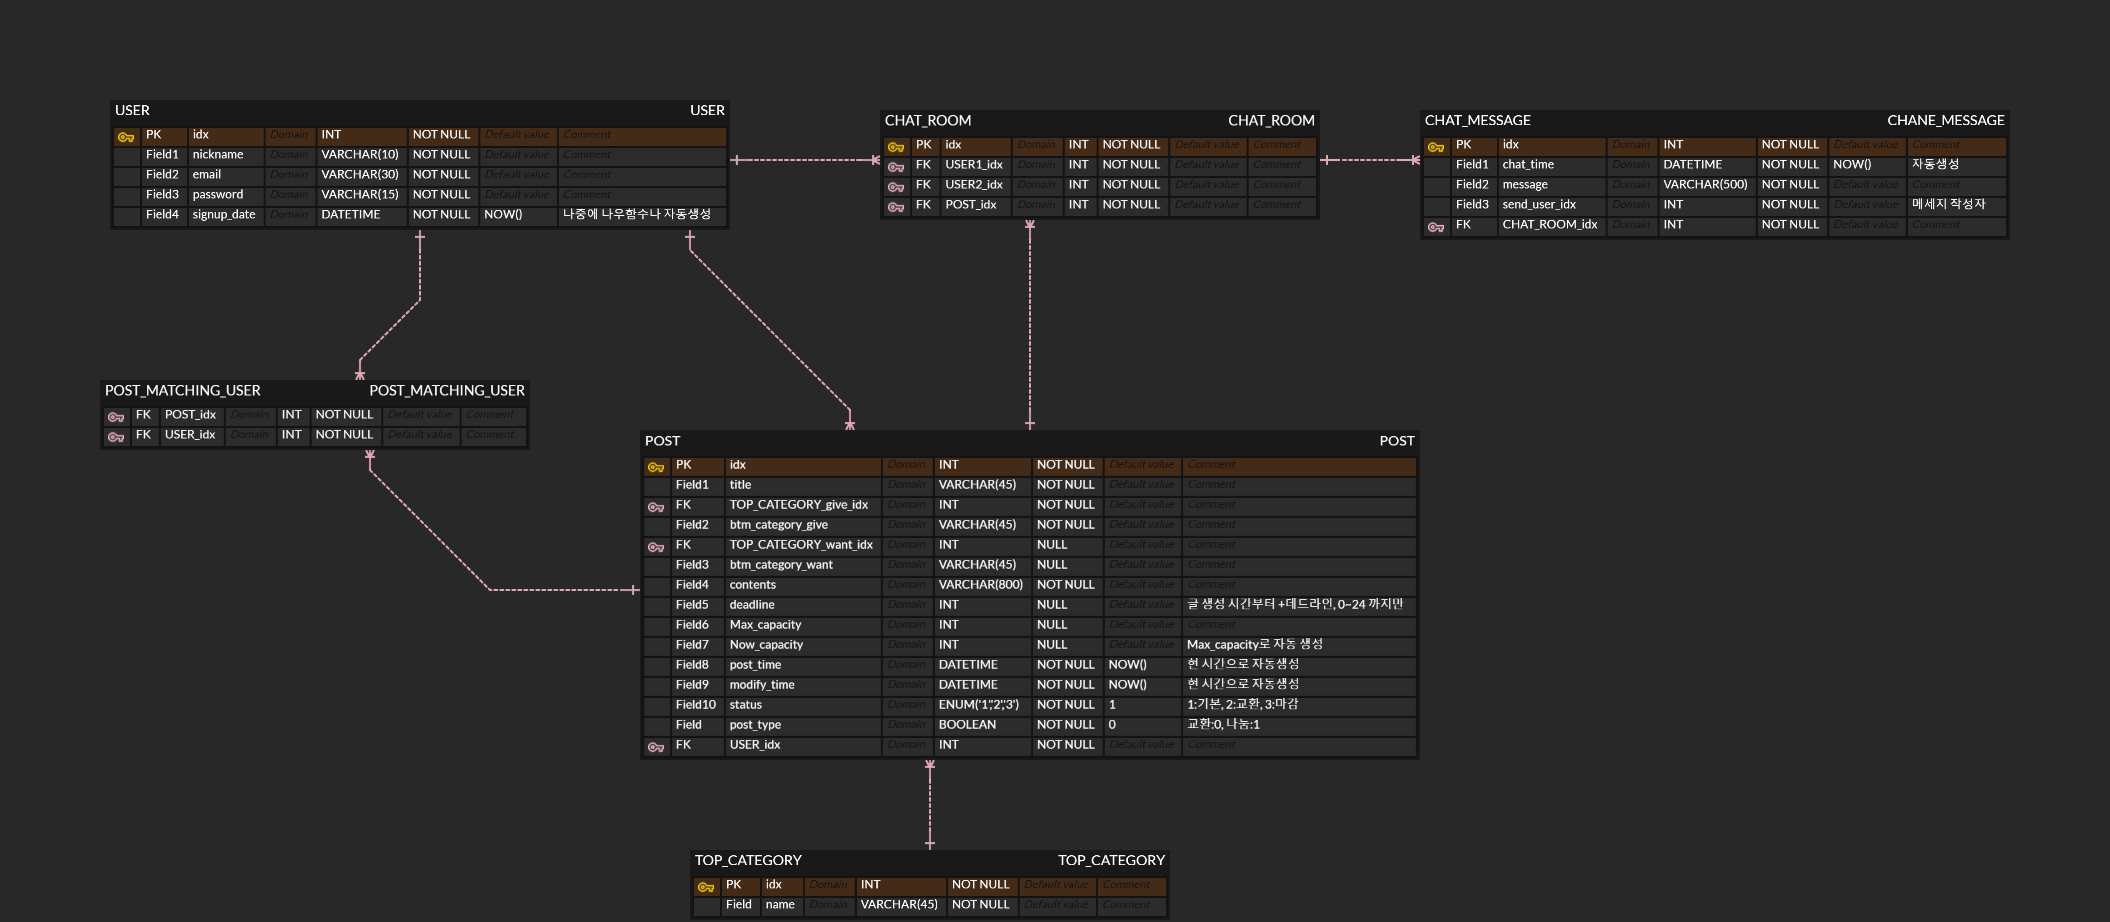 USER USER
PK idx Domain INT NOT NULL Default value Comment
Field1 nickname Domain VARCHAR(10) NOT NULL Default value Comment
Field2 email Domain VARCHAR(30) NOT NULL Default value Comment
Field3 password Domain VARCHAR(15) NOT NULL Default value Comment
Field4 signup_date Domain DATETIME NOT NULL NOW() 나중에 나우함수나 자동생성
CHAT_ROOM CHAT_ROOM
PK idx Domain INT NOT NULL Default value Comment
FK USER1_idx Domain INT NOT NULL Default value Comment
FK USER2_idx Domain INT NOT NULL Default value Comment
FK POST_idx Domain INT NOT NULL Default value Comment
CHAT_MESSAGE CHANE_MESSAGE
PK idx Domain INT NOT NULL Default value Comment
Field1 chat_time Domain DATETIME NOT NULL NOW() 자동생성
Field2 message Domain VARCHAR(500) NOT NULL Default value Comment
Field3 send_user_idx Domain INT NOT NULL Default value 메세지 작성자
FK CHAT_ROOM_idx Domain INT NOT NULL Default value Comment
POST_MATCHING_USER POST_MATCHING_USER
FK POST_idx Domain INT NOT NULL Default value Comment
FK USER_idx Domain INT NOT NULL Default value Comment
POST POST
PK idx Domain INT NOT NULL Default value Comment
Field1 title Domain VARCHAR(45) NOT NULL Default value Comment
FK TOP_CATEGORY_give_idx Domain INT NOT NULL Default value Comment
Field2 btm_category_give Domain VARCHAR(45) NOT NULL Default value Comment
FK TOP_CATEGORY_want_idx Domain INT NULL Default value Comment
Field3 btm_category_want Domain VARCHAR(45) NULL Default value Comment
Field4 contents Domain VARCHAR(800) NOT NULL Default value Comment
Field5 deadline Domain INT NULL Default value 글 생성 시간부터 +데드라인, 0~24 까지만
Field6 Max_capacity Domain INT NULL Default value Comment
Field7 Now_capacity Domain INT NULL Default value Max_capacity로 자동 생성
Field8 post_time Domain DATETIME NOT NULL NOW() 현 시간으로 자동생성
Field9 modify_time Domain DATETIME NOT NULL NOW() 현 시간으로 자동생성
Field10 status Domain ENUM('1','2','3') NOT NULL 1 1:기본, 2:교환, 3:마감
Field post_type Domain BOOLEAN NOT NULL 0 교환:0, 나눔:1
FK USER_idx Domain INT NOT NULL Default value Comment
TOP_CATEGORY TOP_CATEGORY
PK idx Domain INT NOT NULL Default value Comment
Field name Domain VARCHAR(45) NOT NULL Default value Comment